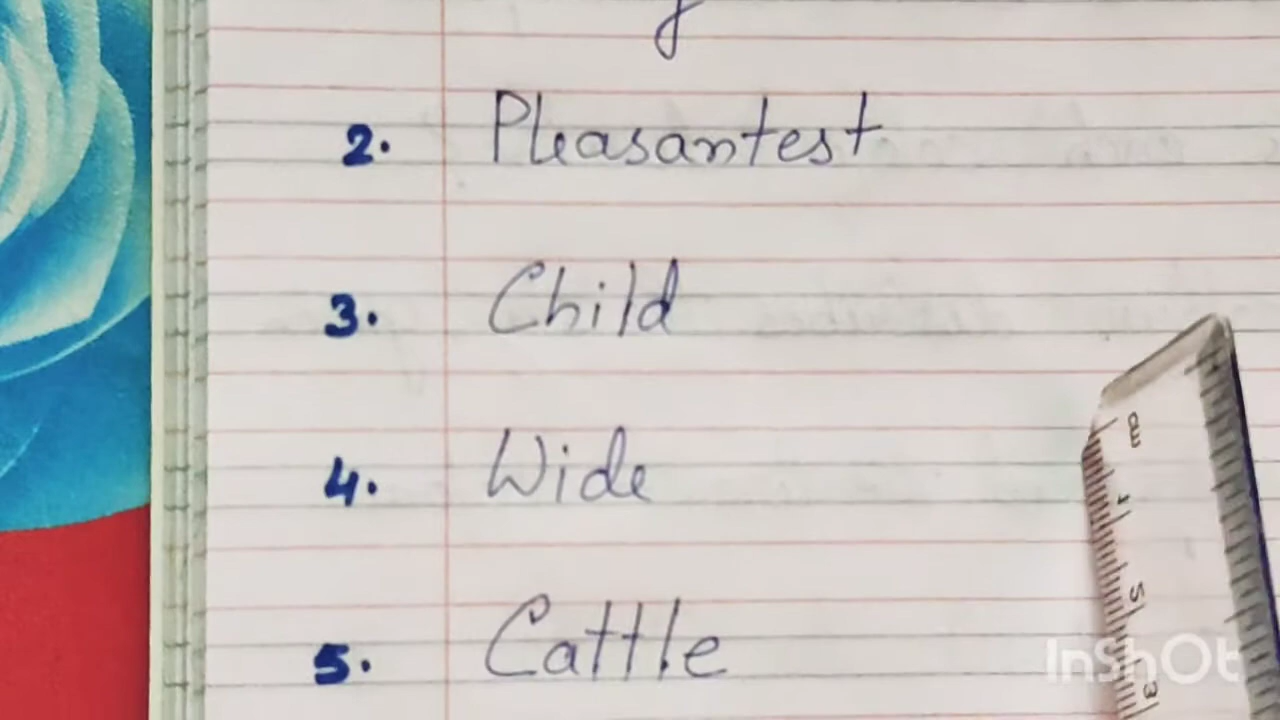 2. Pleasantest
3. Child
4. Wide
5. Cattle
InShOt